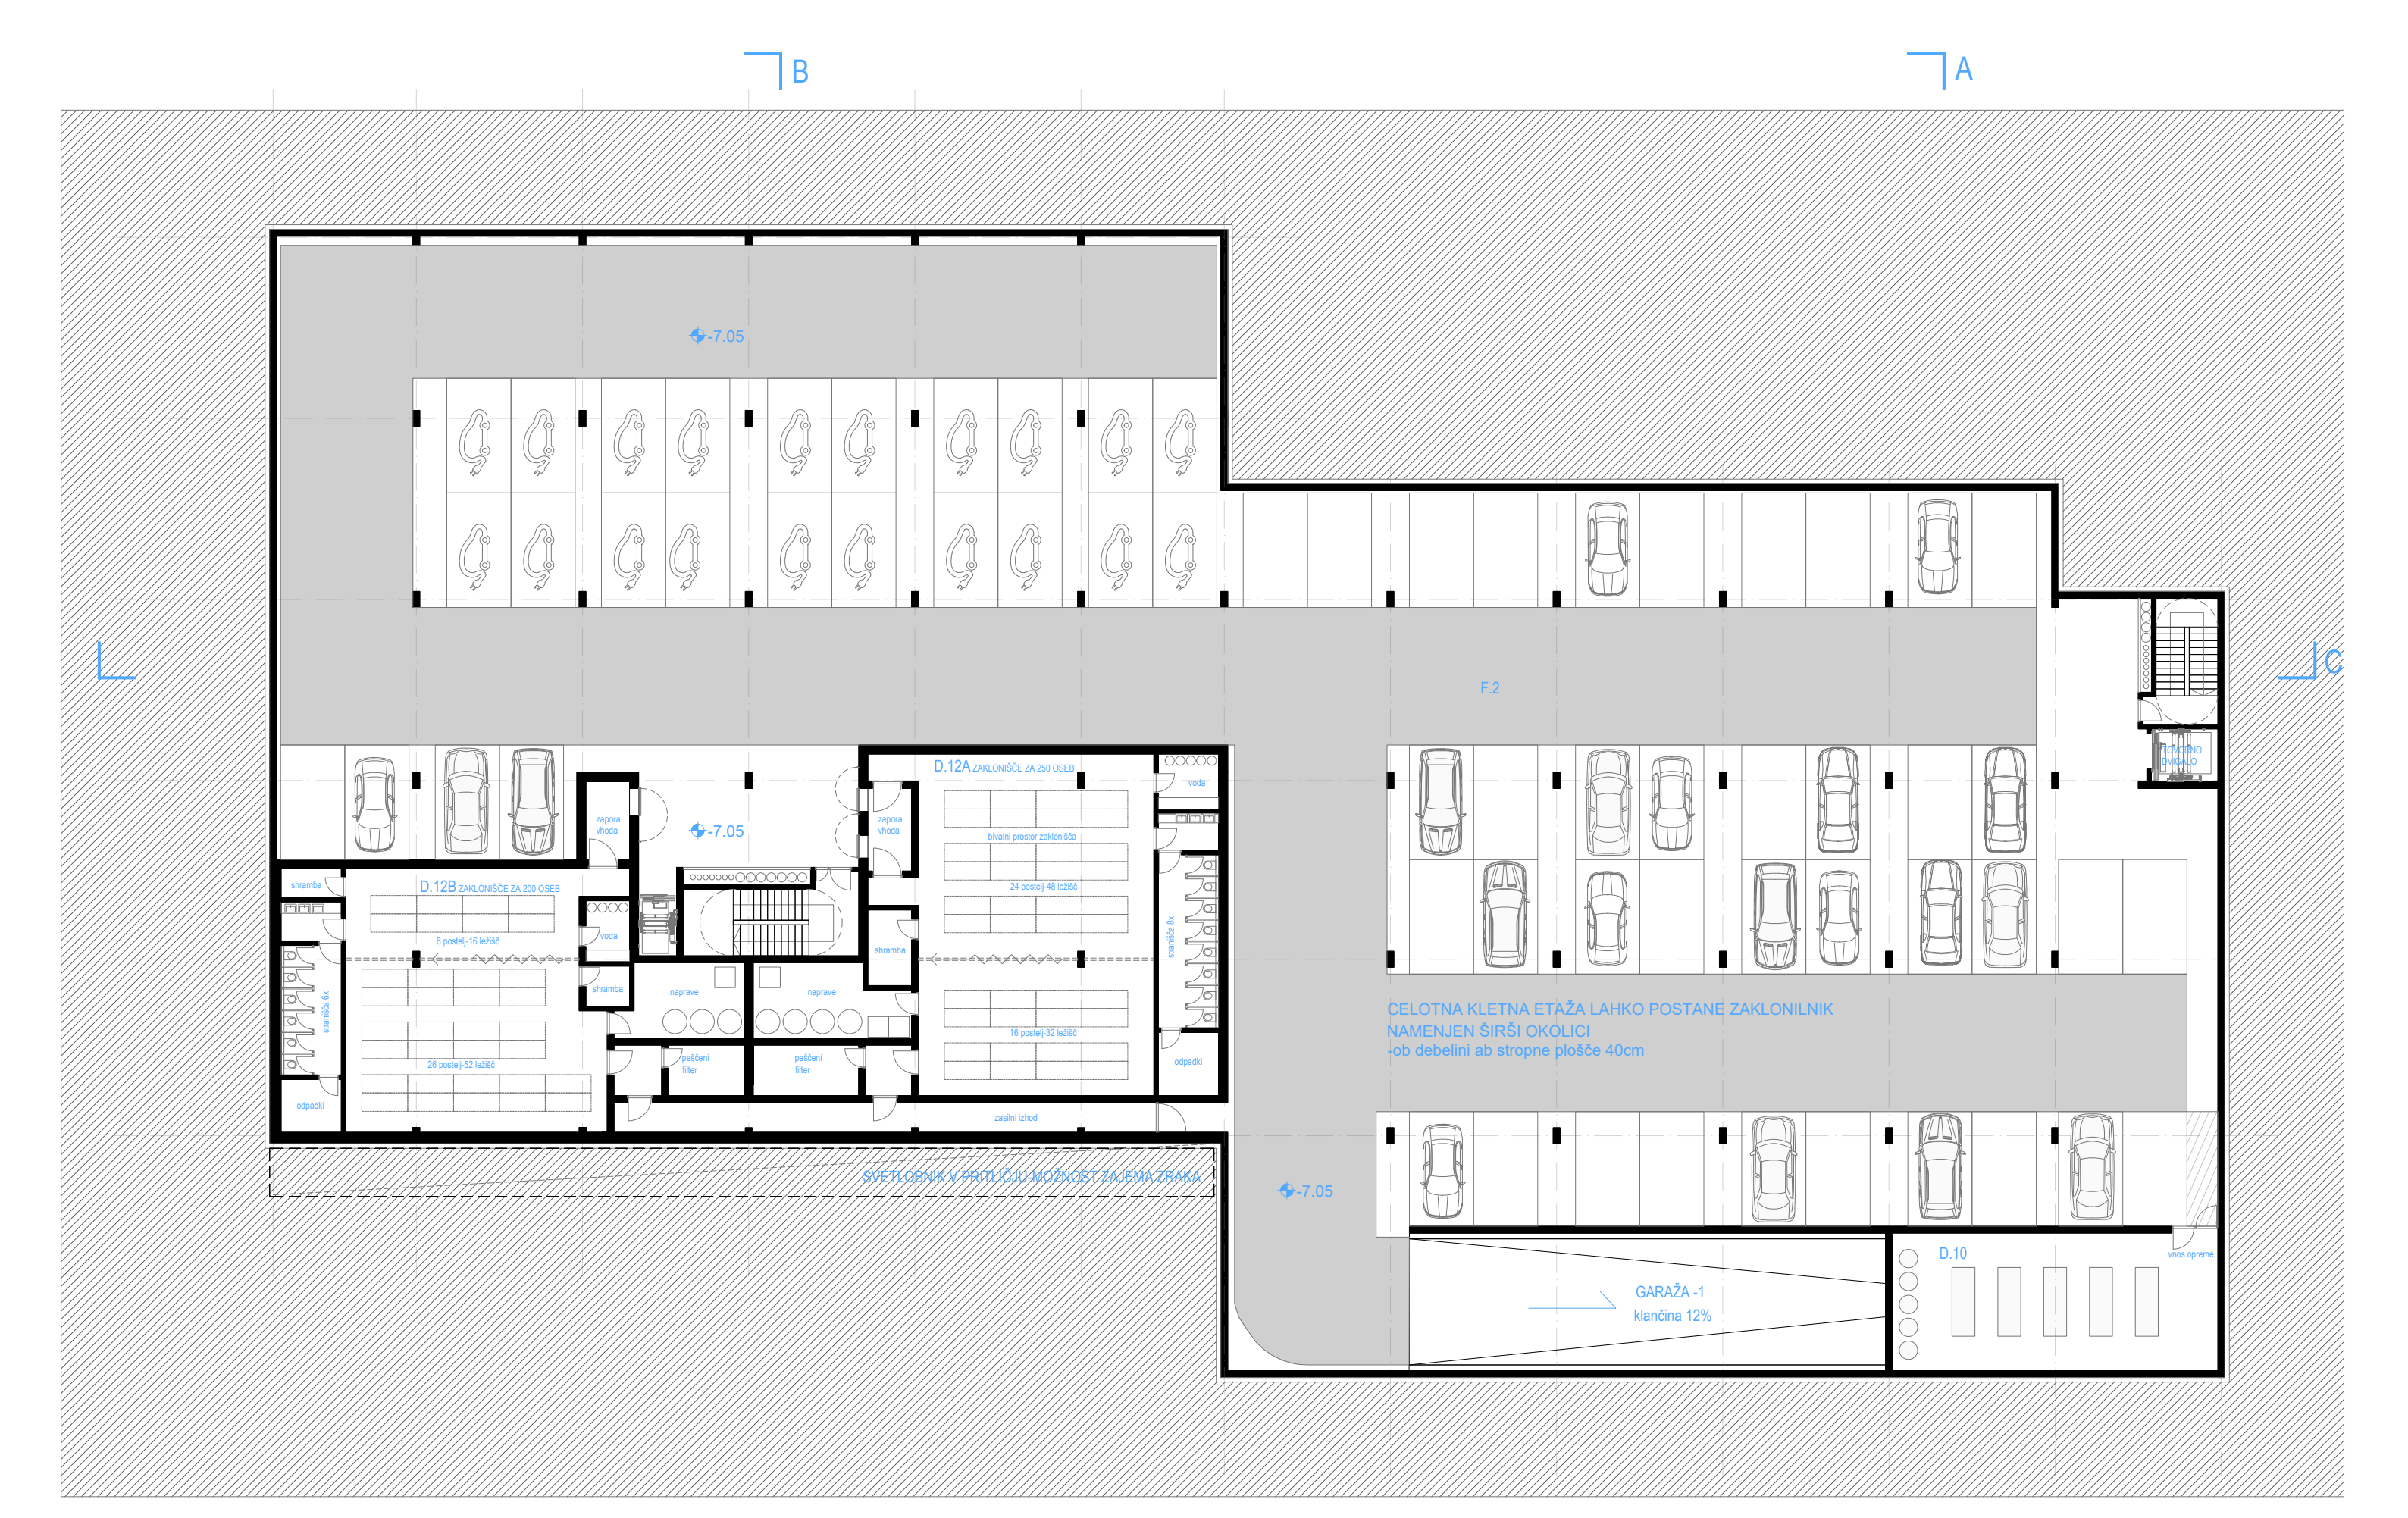 B
A
-7.05
C
F.2
TOVORNO
DVIGALO
D.12A ZAKLONIŠČE ZA 250 OSEB
voda
zapora
vhoda
zapora
vhoda
-7.05
bivalni prostor zaklonišča
shramba
D.12B ZAKLONIŠČE ZA 200 OSEB
24 postelj-48 ležišč
stranišča 8x
8 postelj-16 ležišč
voda
shramba
shramba
naprave
naprave
stranišča 6x
CELOTNA KLETNA ETAŽA LAHKO POSTANE ZAKLONILNIK
NAMENJEN ŠIRŠI OKOLICI
-ob debelini ab stropne plošče 40cm
16 postelj-32 ležišč
26 postelj-52 ležišč
peščeni
filter
peščeni
filter
odpadki
odpadki
zasilni izhod
SVETLOBNIK V PRITLIČJU-MOŽNOST ZAJEMA ZRAKA
-7.05
D.10
vnos opreme
GARAŽA -1
klančina 12%